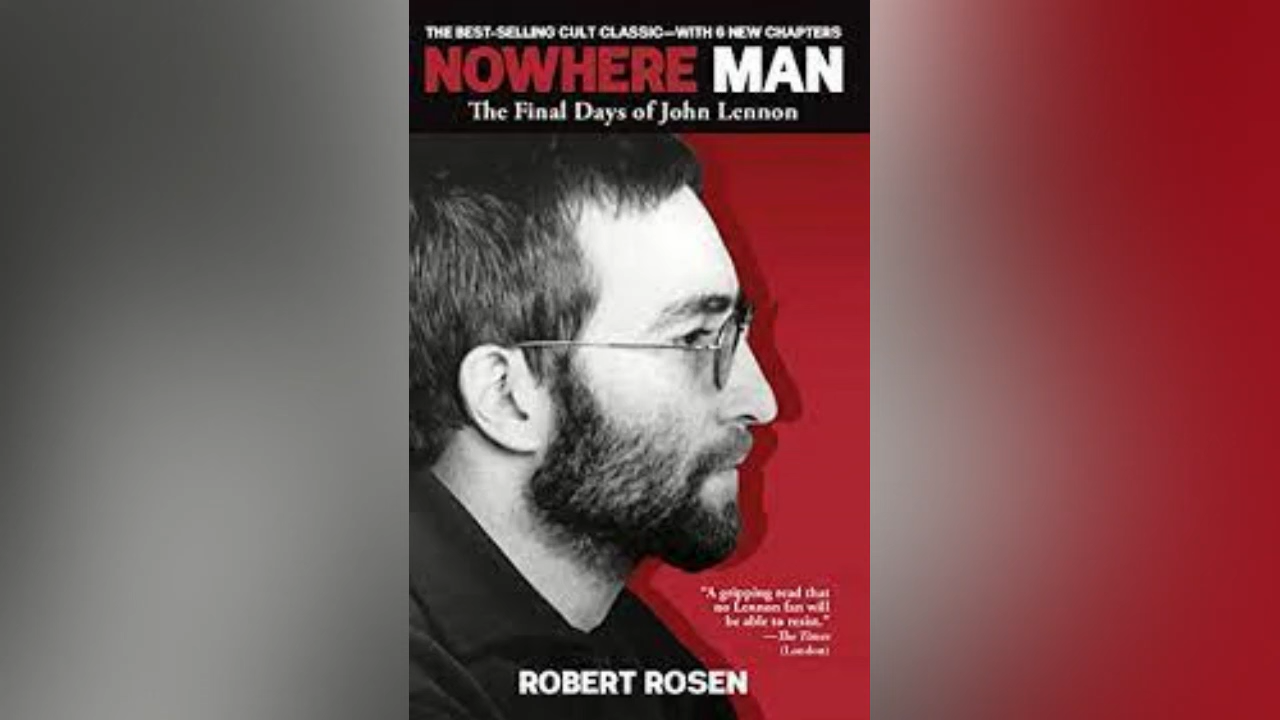 THE BEST-SELLING CULT CLASSIC—WITH 6 NEW CHAPTERS
NOWHERE MAN
The Final Days of John Lennon
"A gripping read that
no Lennon fan will
be able to resist."
—The Times
(London)
ROBERT ROSEN